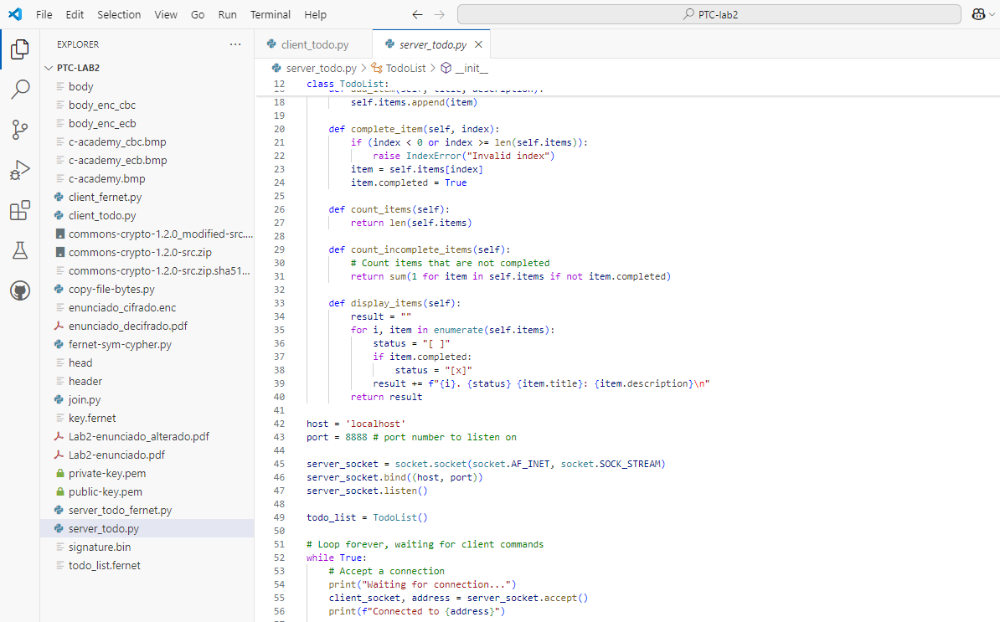 File Edit Selection View Go Run Terminal Help
PTC-lab2
EXPLORER
PTC-LAB2
body
body_enc_cbc
body_enc_ecb
c-academy_cbc.bmp
c-academy_ecb.bmp
c-academy.bmp
client_fernet.py
client_todo.py
commons-crypto-1.2.0_modified-src....
commons-crypto-1.2.0-src.zip
commons-crypto-1.2.0-src.zip.sha51...
copy-file-bytes.py
enunciado_cifrado.enc
enunciado_decifrado.pdf
fernet-sym-cypher.py
head
header
join.py
key.fernet
Lab2-enunciado_alterado.pdf
Lab2-enunciado.pdf
private-key.pem
public-key.pem
server_todo_fernet.py
server_todo.py
signature.bin
todo_list.fernet
client_todo.py
server_todo.py
server_todo.py > TodoList > __init__
12 class TodoList:
18 self.items.append(item)
19
20 def complete_item(self, index):
21 if (index < 0 or index >= len(self.items)):
22 raise IndexError("Invalid index")
23 item = self.items[index]
24 item.completed = True
25
26 def count_items(self):
27 return len(self.items)
28
29 def count_incomplete_items(self):
30 # Count items that are not completed
31 return sum(1 for item in self.items if not item.completed)
32
33 def display_items(self):
34 result = ""
35 for i, item in enumerate(self.items):
36 status = "[ ]"
37 if item.completed:
38 status = "[x]"
39 result += f"{i}. {status} {item.title}: {item.description}\n"
40 return result
41
42 host = 'localhost'
43 port = 8888 # port number to listen on
44
45 server_socket = socket.socket(socket.AF_INET, socket.SOCK_STREAM)
46 server_socket.bind((host, port))
47 server_socket.listen()
48
49 todo_list = TodoList()
50
51 # Loop forever, waiting for client commands
52 while True:
53 # Accept a connection
54 print("Waiting for connection...")
55 client_socket, address = server_socket.accept()
56 print(f"Connected to {address}")